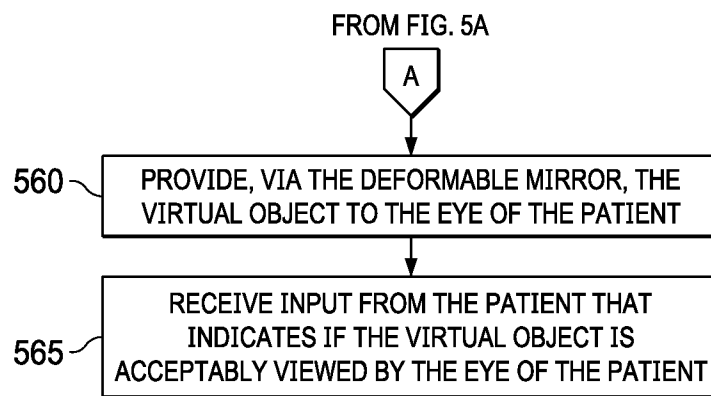 FROM FIG. 5A
A
560
PROVIDE, VIA THE DEFORMABLE MIRROR, THE
VIRTUAL OBJECT TO THE EYE OF THE PATIENT
565
RECEIVE INPUT FROM THE PATIENT THAT
INDICATES IF THE VIRTUAL OBJECT IS
ACCEPTABLY VIEWED BY THE EYE OF THE PATIENT